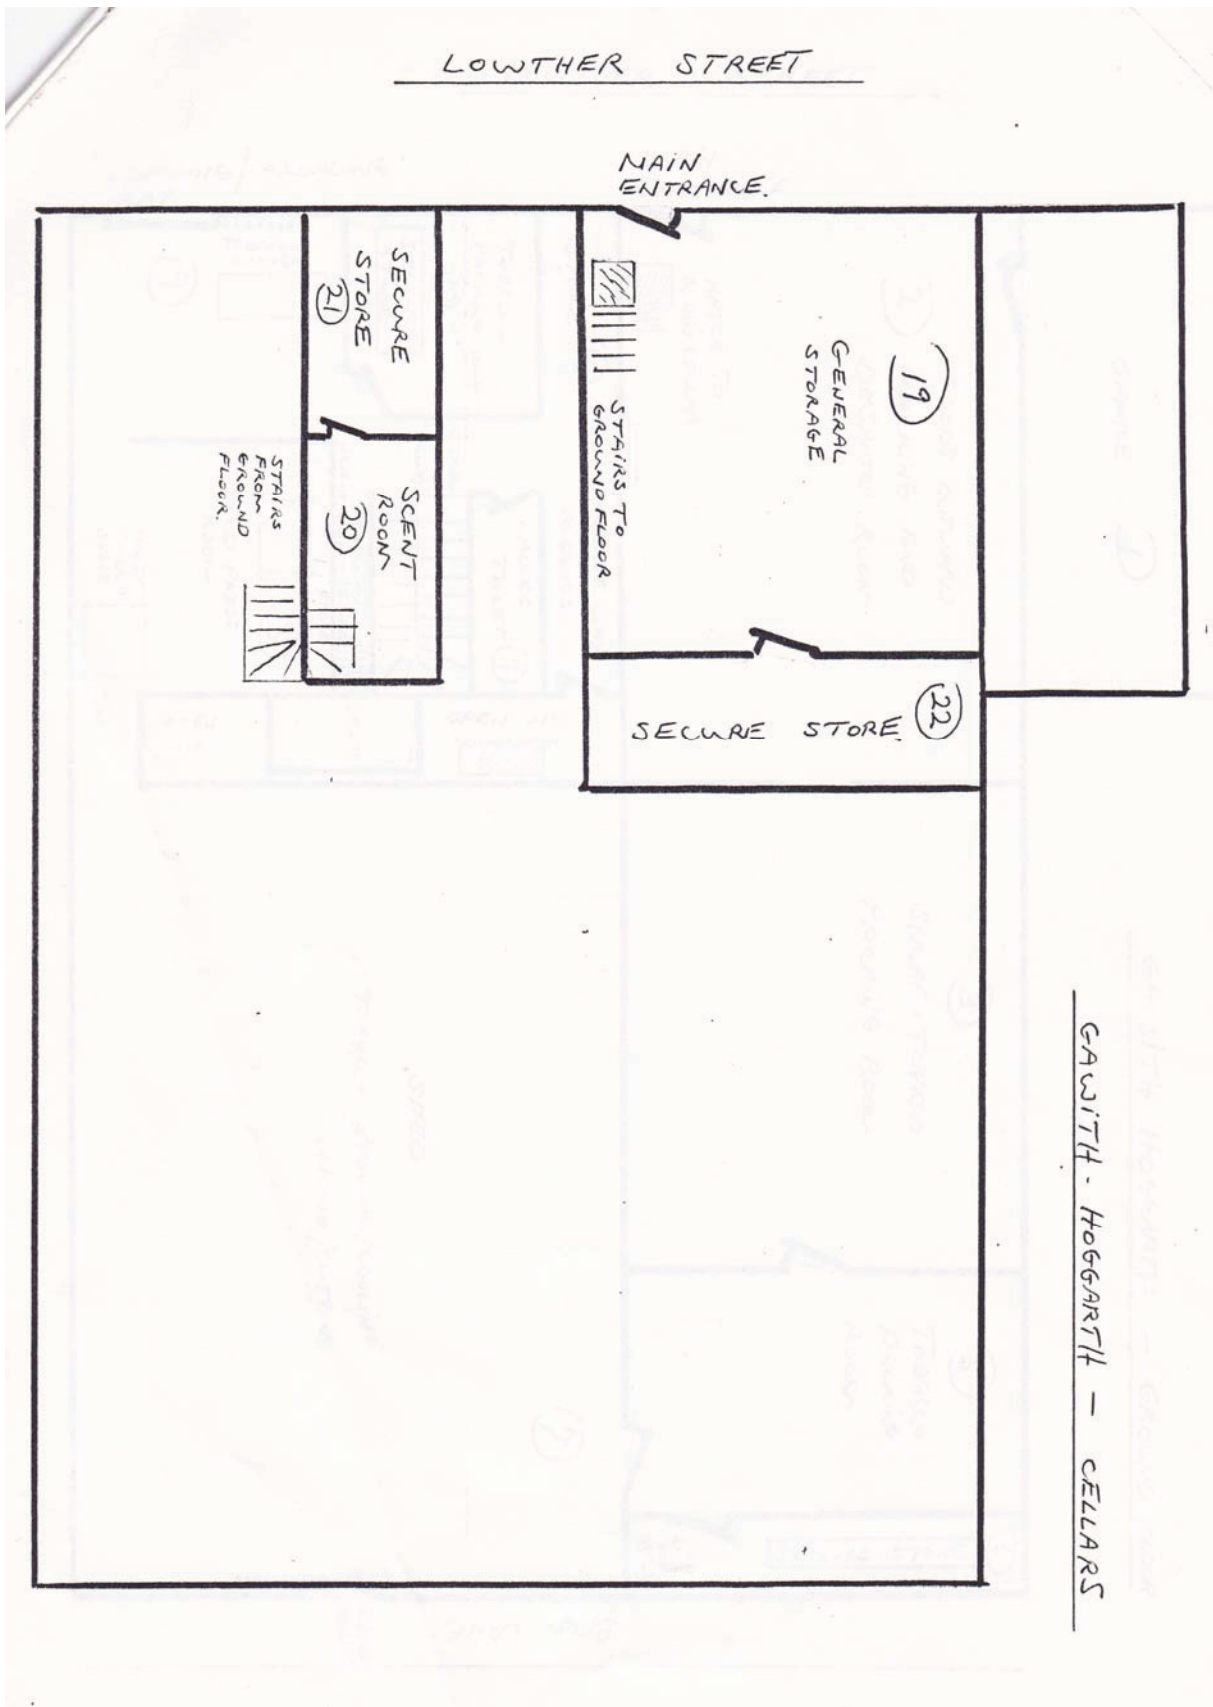 LOWTHER STREET
MAIN
ENTRANCE.
SECURE
STORE
21
SCENT
ROOM
20
STAIRS
FROM
GROUND
FLOOR.
STAIRS TO
GROUND FLOOR
19
GENERAL
STORAGE
22
SECURE STORE.
GAWITH - HOGGARTH — CELLARS